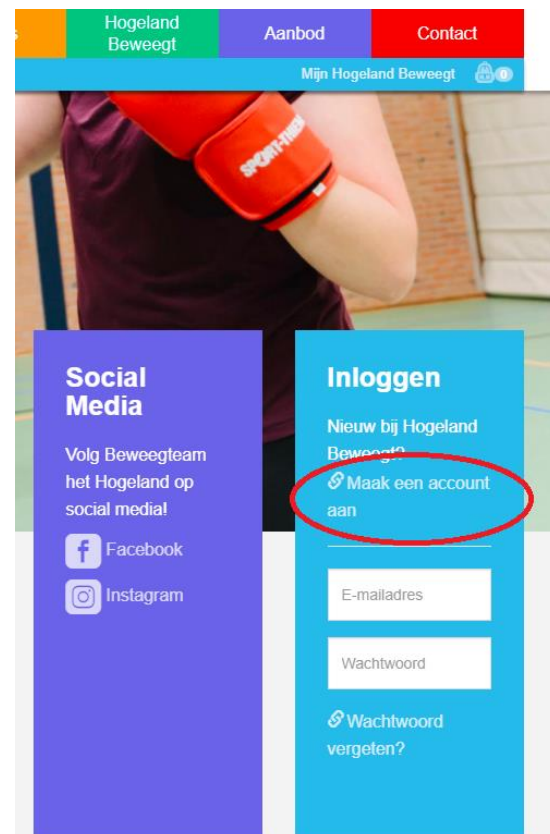 s
Hogeland
Beweegt
Aanbod
Contact
Mijn Hogeland Beweegt
0
SPORT-THIEME
Social
Media
Volg Beweegteam
het Hogeland op
social media!
f Facebook
Instagram
Inloggen
Nieuw bij Hogeland
Beweegt?
Maak een account
aan
E-mailadres
Wachtwoord
Wachtwoord
vergeten?